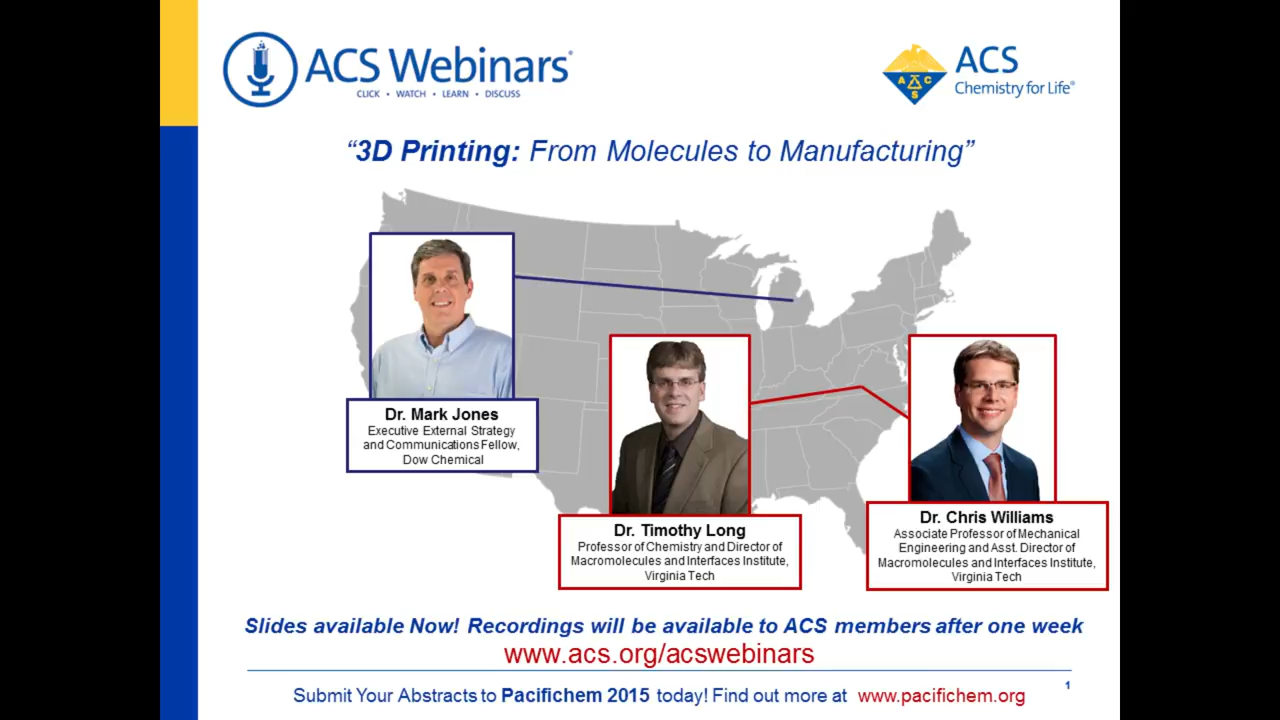 ACS Webinars®
CLICK • WATCH • LEARN • DISCUSS
A C S
ACS
Chemistry for Life®
“3D Printing: From Molecules to Manufacturing”
Dr. Mark Jones
Executive External Strategy
and Communications Fellow,
Dow Chemical
Dr. Timothy Long
Professor of Chemistry and Director of
Macromolecules and Interfaces Institute,
Virginia Tech
Dr. Chris Williams
Associate Professor of Mechanical
Engineering and Asst. Director of
Macromolecules and Interfaces Institute,
Virginia Tech
Slides available Now! Recordings will be available to ACS members after one week
www.acs.org/acswebinars
Submit Your Abstracts to Pacifichem 2015 today! Find out more at www.pacifichem.org
1